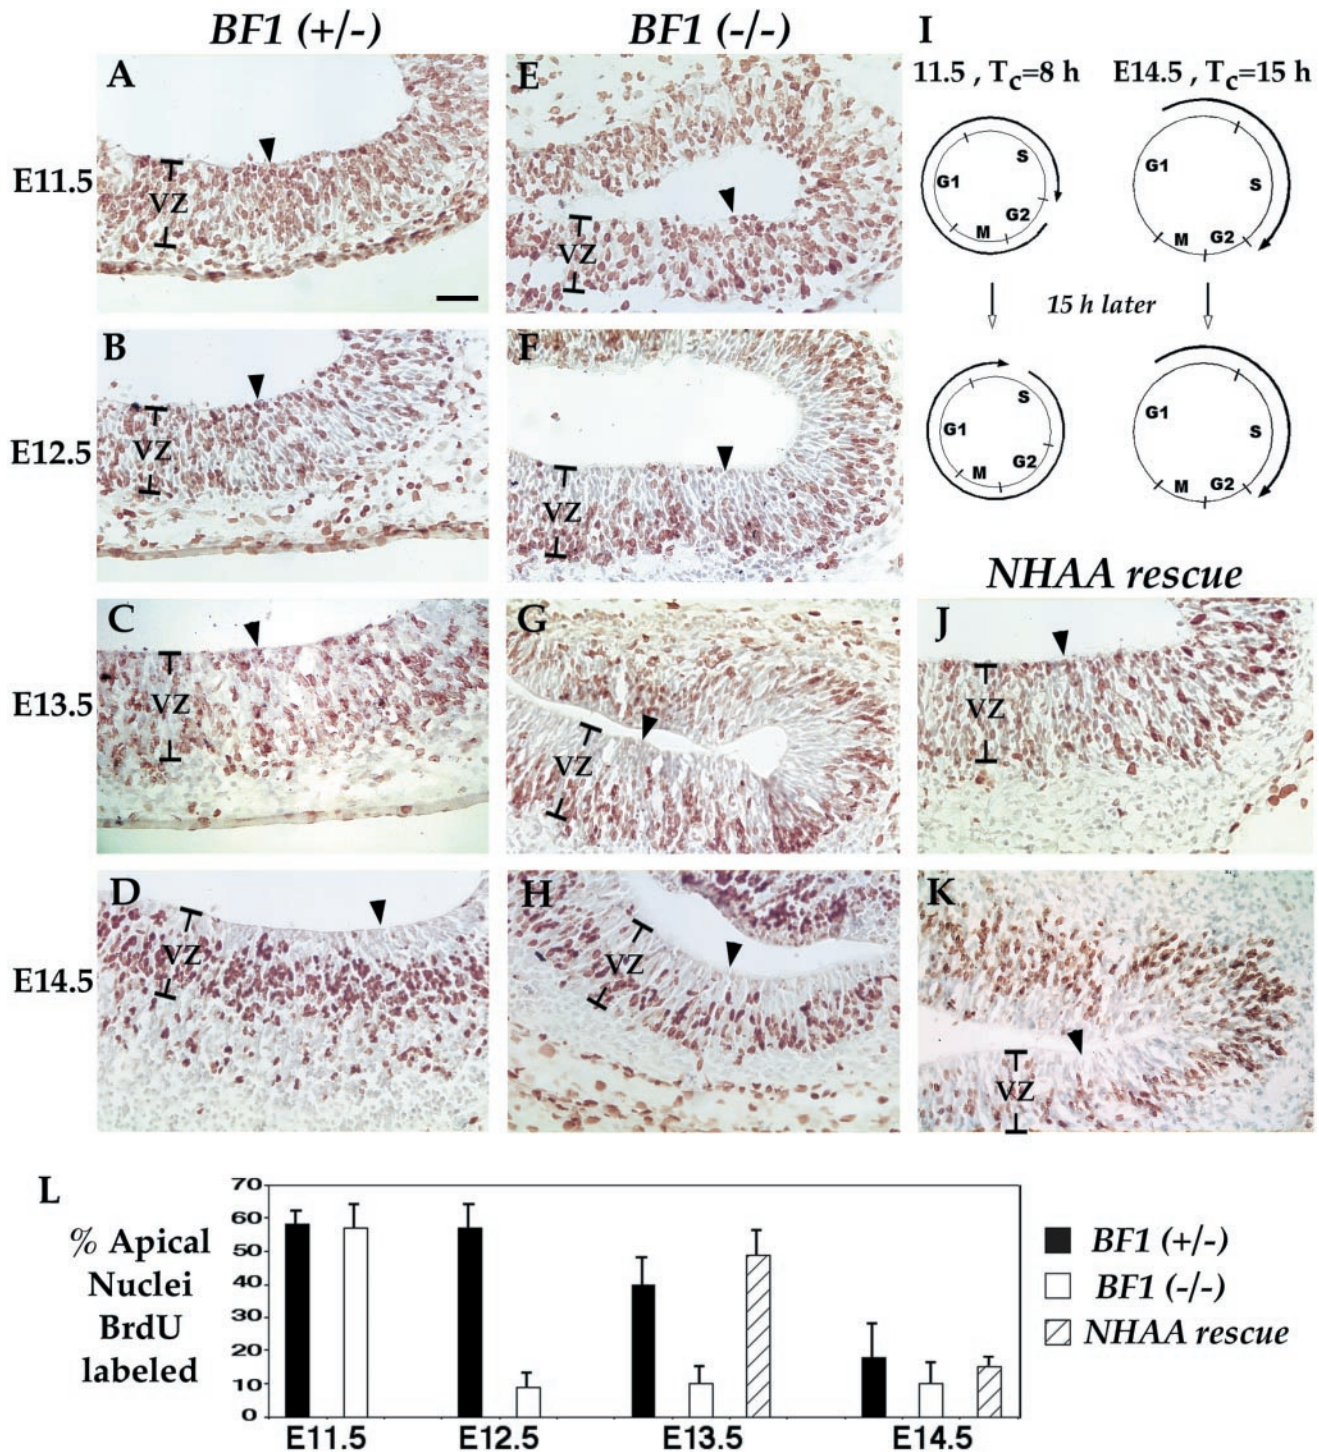 BF1 (+/-)
BF1 (-/-)
I
11.5 , Tc=8 h
E14.5 , Tc=15 h
A
E
E11.5
VZ
VZ
S
G1
G2
M
S
G1
G2
M
15 h later
B
F
E12.5
VZ
VZ
S
G1
G2
M
S
G1
G2
M
NHAA rescue
C
G
J
E13.5
VZ
VZ
VZ
D
H
K
E14.5
VZ
VZ
VZ
L
% Apical
Nuclei
BrdU
labeled
70
60
50
40
30
20
10
0
E11.5
E12.5
E13.5
E14.5
BF1 (+/-)
BF1 (-/-)
NHAA rescue